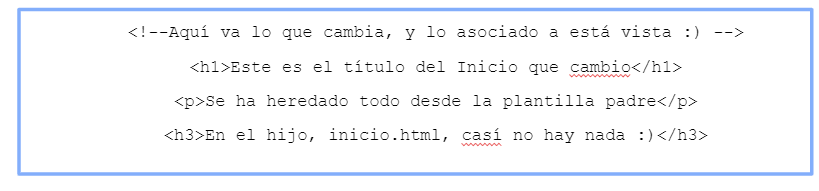 <!--Aquí va lo que cambia, y lo asociado a está vista :) -->
<h1>Este es el título del Inicio que cambio</h1>
<p>Se ha heredado todo desde la plantilla padre</p>
<h3>En el hijo, inicio.html, casí no hay nada :)</h3>